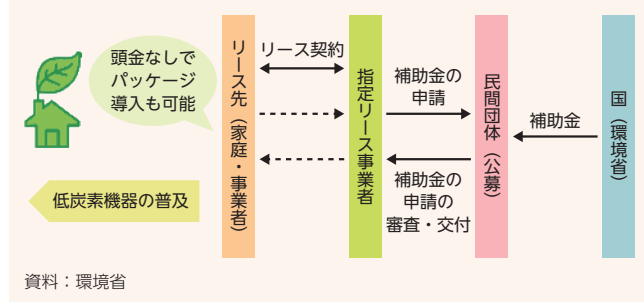 頭金なしで
パッケージ
導入も可能
低炭素機器の普及
リース先（家庭・事業者）
リース契約
指定リース事業者
補助金の
申請
補助金の
申請の
審査・交付
民間団体（公募）
補助金
国（環境省）
資料：環境省